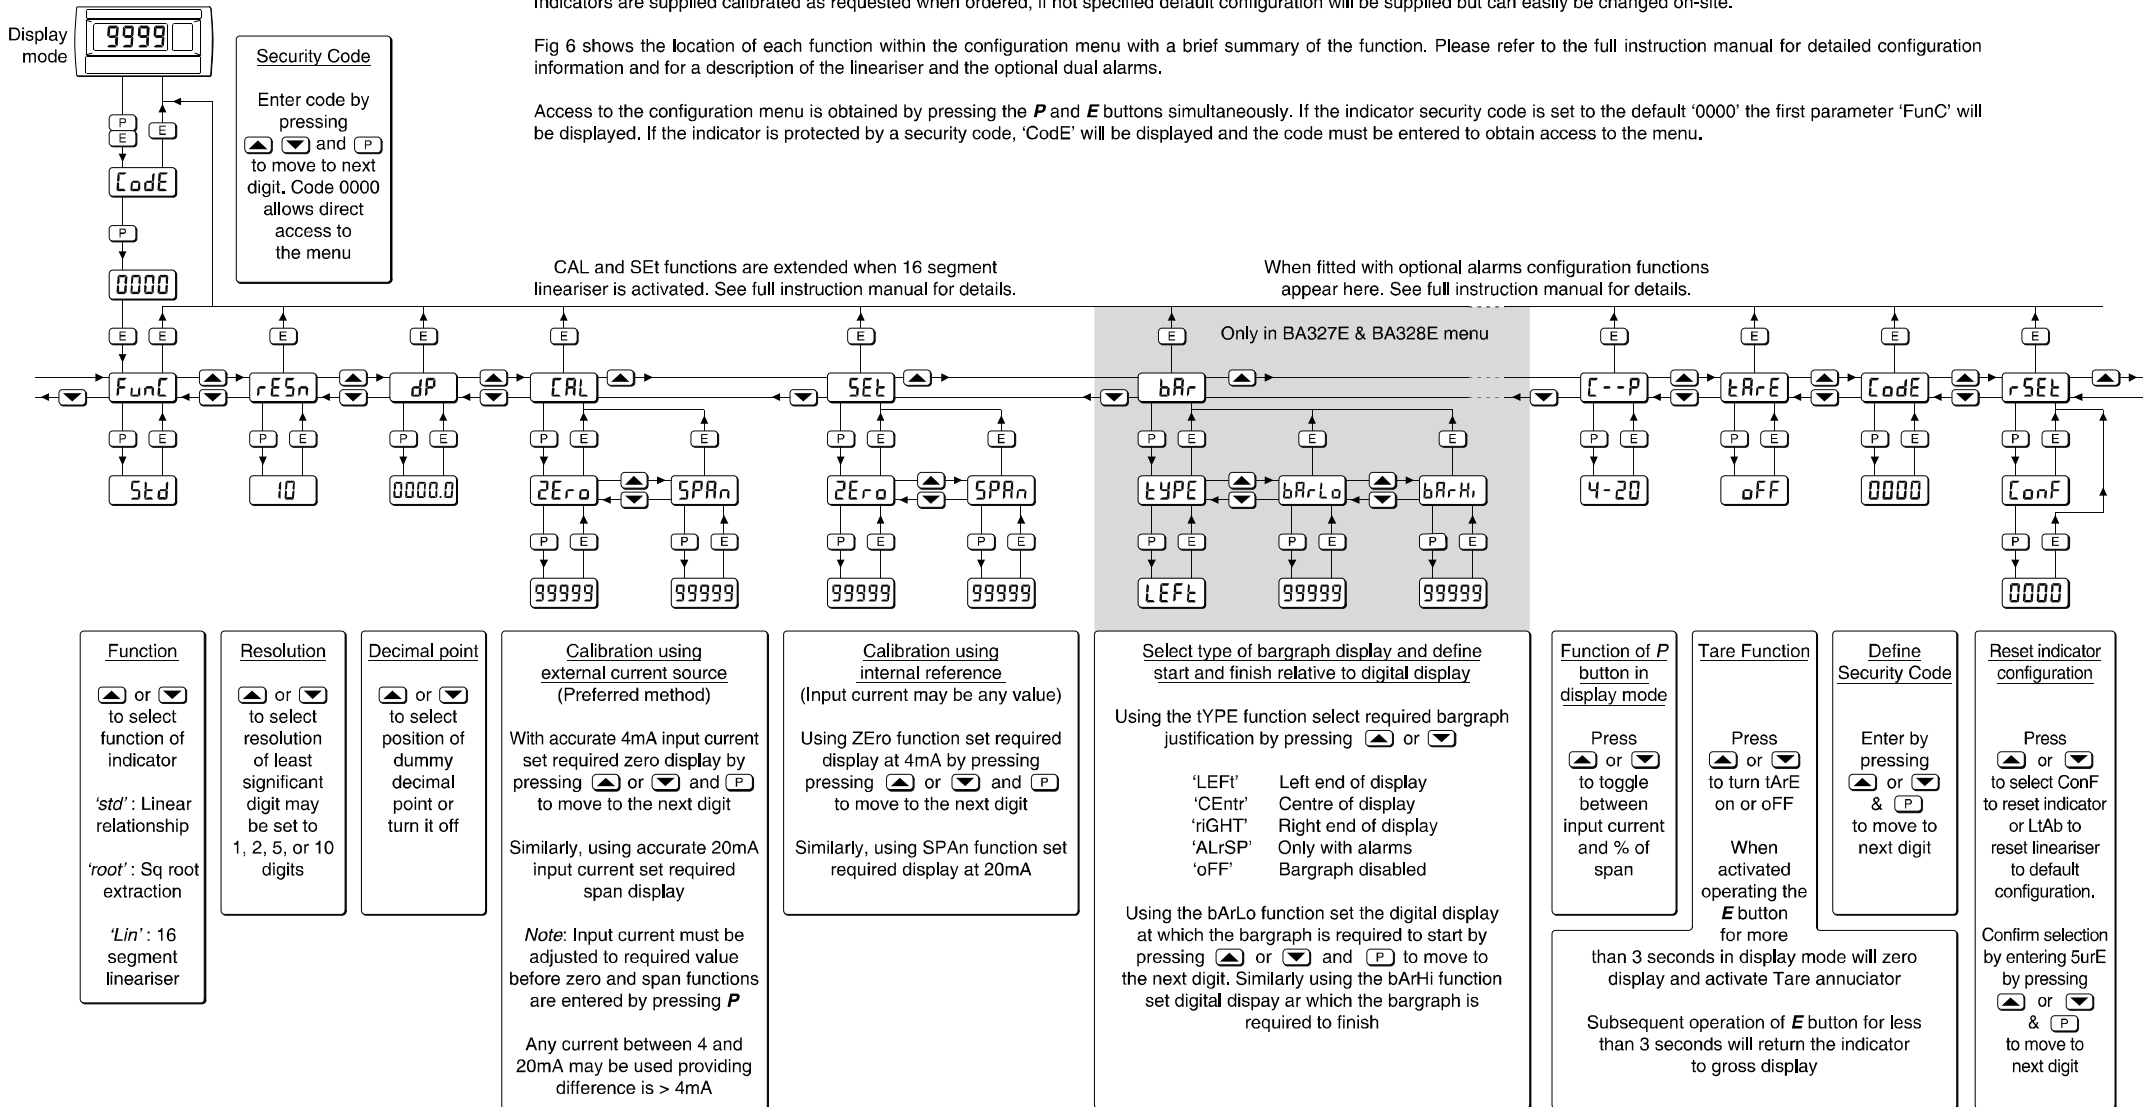 Indicators are supplied calibrated as requested when ordered, if not specified default configuration will be supplied but can easily be changed on-site.
Fig 6 shows the location of each function within the configuration menu with a brief summary of the function. Please refer to the full instruction manual for detailed configuration
information and for a description of the lineariser and the optional dual alarms.
Access to the configuration menu is obtained by pressing the P and E buttons simultaneously. If the indicator security code is set to the default ‘0000’ the first parameter ‘FunC’ will
be displayed. If the indicator is protected by a security code, ‘CodE’ will be displayed and the code must be entered to obtain access to the menu.
Display
mode
9999
P
E
E
CodE
P
0000
Security Code
Enter code by
pressing
and P
to move to next
digit. Code 0000
allows direct
access to
the menu
CAL and SEt functions are extended when 16 segment
lineariser is activated. See full instruction manual for details.
When fitted with optional alarms configuration functions
appear here. See full instruction manual for details.
Only in BA327E & BA328E menu
E E E E E E E E E E E
FunC rESn dP CAL SEt bAr C--P tArE CodE rSEt
P E P E P E P E E P E E P E E E P E P E P E P E
Std 10 0000.0 ZEro SPAn ZEro SPAn tYPE bArLo bArHi 4-20 oFF 0000 ConF
P E P E P E P E P E P E P E P E
99999 99999 99999 99999 LEFt 99999 99999 0000
Function
or
to select
function of
indicator
‘std’ : Linear
relationship
‘root’ : Sq root
extraction
‘Lin’ : 16
segment
lineariser
Resolution
or
to select
resolution
of least
significant
digit may
be set to
1, 2, 5, or 10
digits
Decimal point
or
to select
position of
dummy
decimal
point or
turn it off
Calibration using
external current source
(Preferred method)
With accurate 4mA input current
set required zero display by
pressing or and P
to move to the next digit
Similarly, using accurate 20mA
input current set required
span display
Note: Input current must be
adjusted to required value
before zero and span functions
are entered by pressing P
Any current between 4 and
20mA may be used providing
difference is > 4mA
Calibration using
internal reference
(Input current may be any value)
Using ZEro function set required
display at 4mA by pressing
pressing or and P
to move to the next digit
Similarly, using SPAn function set
required display at 20mA
Select type of bargraph display and define
start and finish relative to digital display
Using the tYPE function select required bargraph
justification by pressing or
‘LEFt’ Left end of display
‘CEntr’ Centre of display
‘riGHT’ Right end of display
‘ALrSP’ Only with alarms
‘oFF’ Bargraph disabled
Using the bArLo function set the digital display
at which the bargraph is required to start by
pressing or and P to move to
the next digit. Similarly using the bArHi function
set digital dispay ar which the bargraph is
required to finish
Function of P
button in
display mode
Press
or
to toggle
between
input current
and % of
span
Tare Function
Press
or
to turn tArE
on or oFF
When
activated
operating the
E button
for more
than 3 seconds in display mode will zero
display and activate Tare annuciator
Subsequent operation of E button for less
than 3 seconds will return the indicator
to gross display
Define
Security Code
Enter by
pressing
or
& P
to move to
next digit
Reset indicator
configuration
Press
or
to select ConF
to reset indicator
or LtAb to
reset lineariser
to default
configuration.
Confirm selection
by entering 5urE
by pressing
or
& P
to move to
next digit